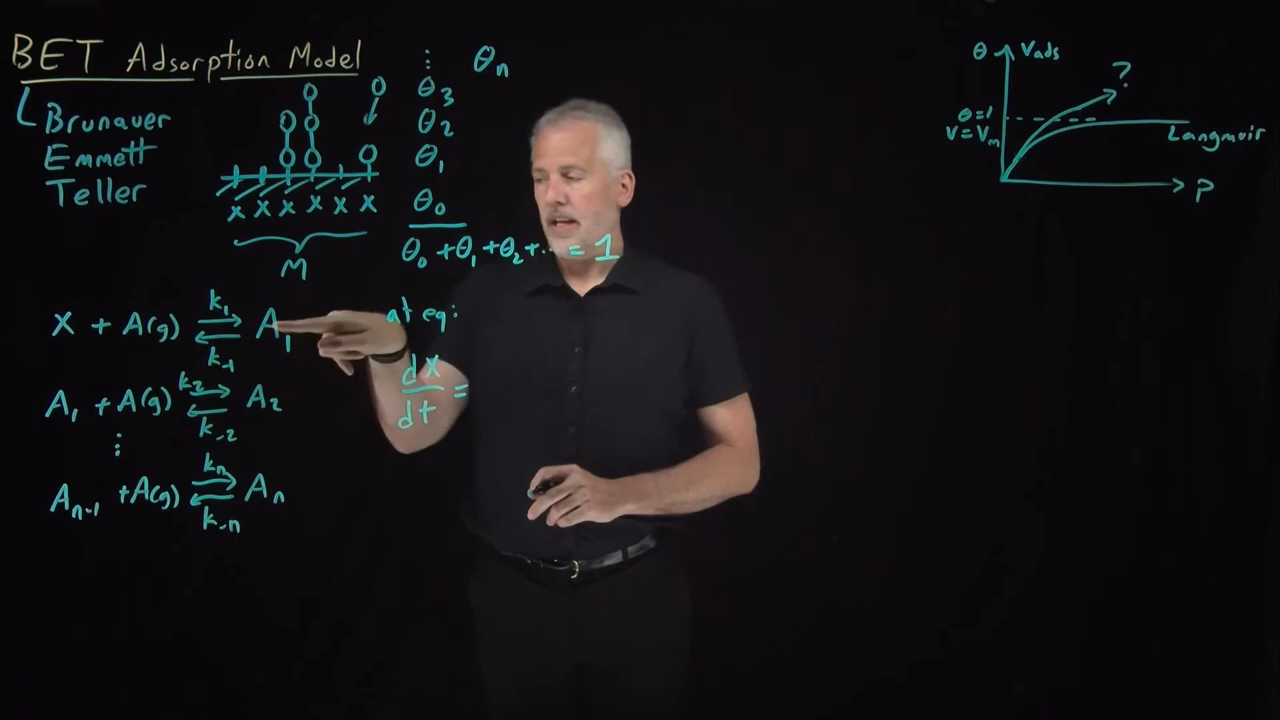 BET Adsorption Model
Brunauer
Emmett
Teller
⋮ θn
θ3
θ2
θ1
θ0
x x x x x x
M
θ0 + θ1 + θ2 + ... = 1
X + A(g) ⇌ A1
k1
k-1
A1 + A(g) ⇌ A2
k2
k-2
⋮
An-1 + A(g) ⇌ An
kn
k-n
at eq:
dX/dt =
θ Vads
?
θ=1
V=Vm
Langmuir
P